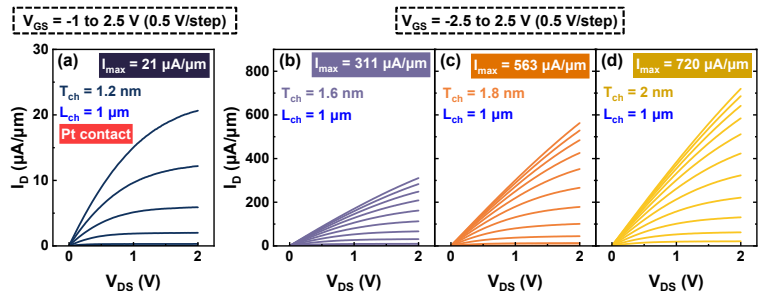 V_GS = -1 to 2.5 V (0.5 V/step)
V_GS = -2.5 to 2.5 V (0.5 V/step)
(a) I_max = 21 µA/µm
T_ch = 1.2 nm
L_ch = 1 µm
Pt contact
30
20
10
0
I_D (µA/µm)
0 1 2
V_DS (V)
(b) I_max = 311 µA/µm
T_ch = 1.6 nm
L_ch = 1 µm
800
600
400
200
0
I_D (µA/µm)
0 1 2
V_DS (V)
(c) I_max = 563 µA/µm
T_ch = 1.8 nm
L_ch = 1 µm
0 1 2
V_DS (V)
(d) I_max = 720 µA/µm
T_ch = 2 nm
L_ch = 1 µm
0 1 2
V_DS (V)